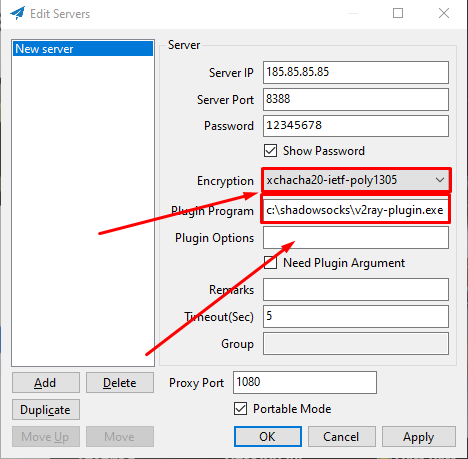 Edit Servers
New server
Server
Server IP 185.85.85.85
Server Port 8388
Password 12345678
Show Password
Encryption xchacha20-ietf-poly1305
Plugin Program c:\shadowsocks\v2ray-plugin.exe
Plugin Options
Need Plugin Argument
Remarks
Timeout(Sec) 5
Group
Add Delete Proxy Port 1080
Duplicate Portable Mode
Move Up Move OK Cancel Apply